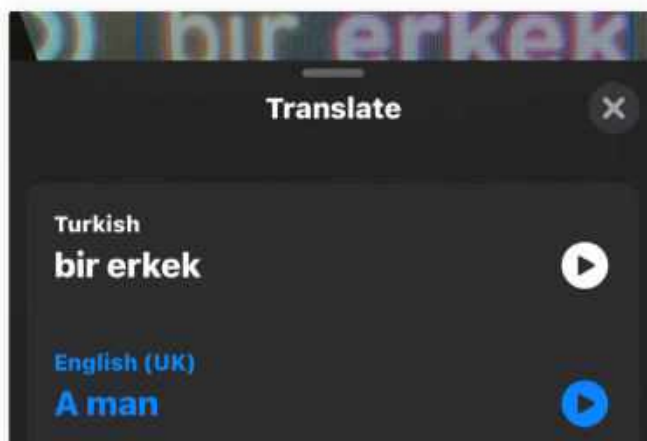 bir erkek
Translate
Turkish
bir erkek
English (UK)
A man